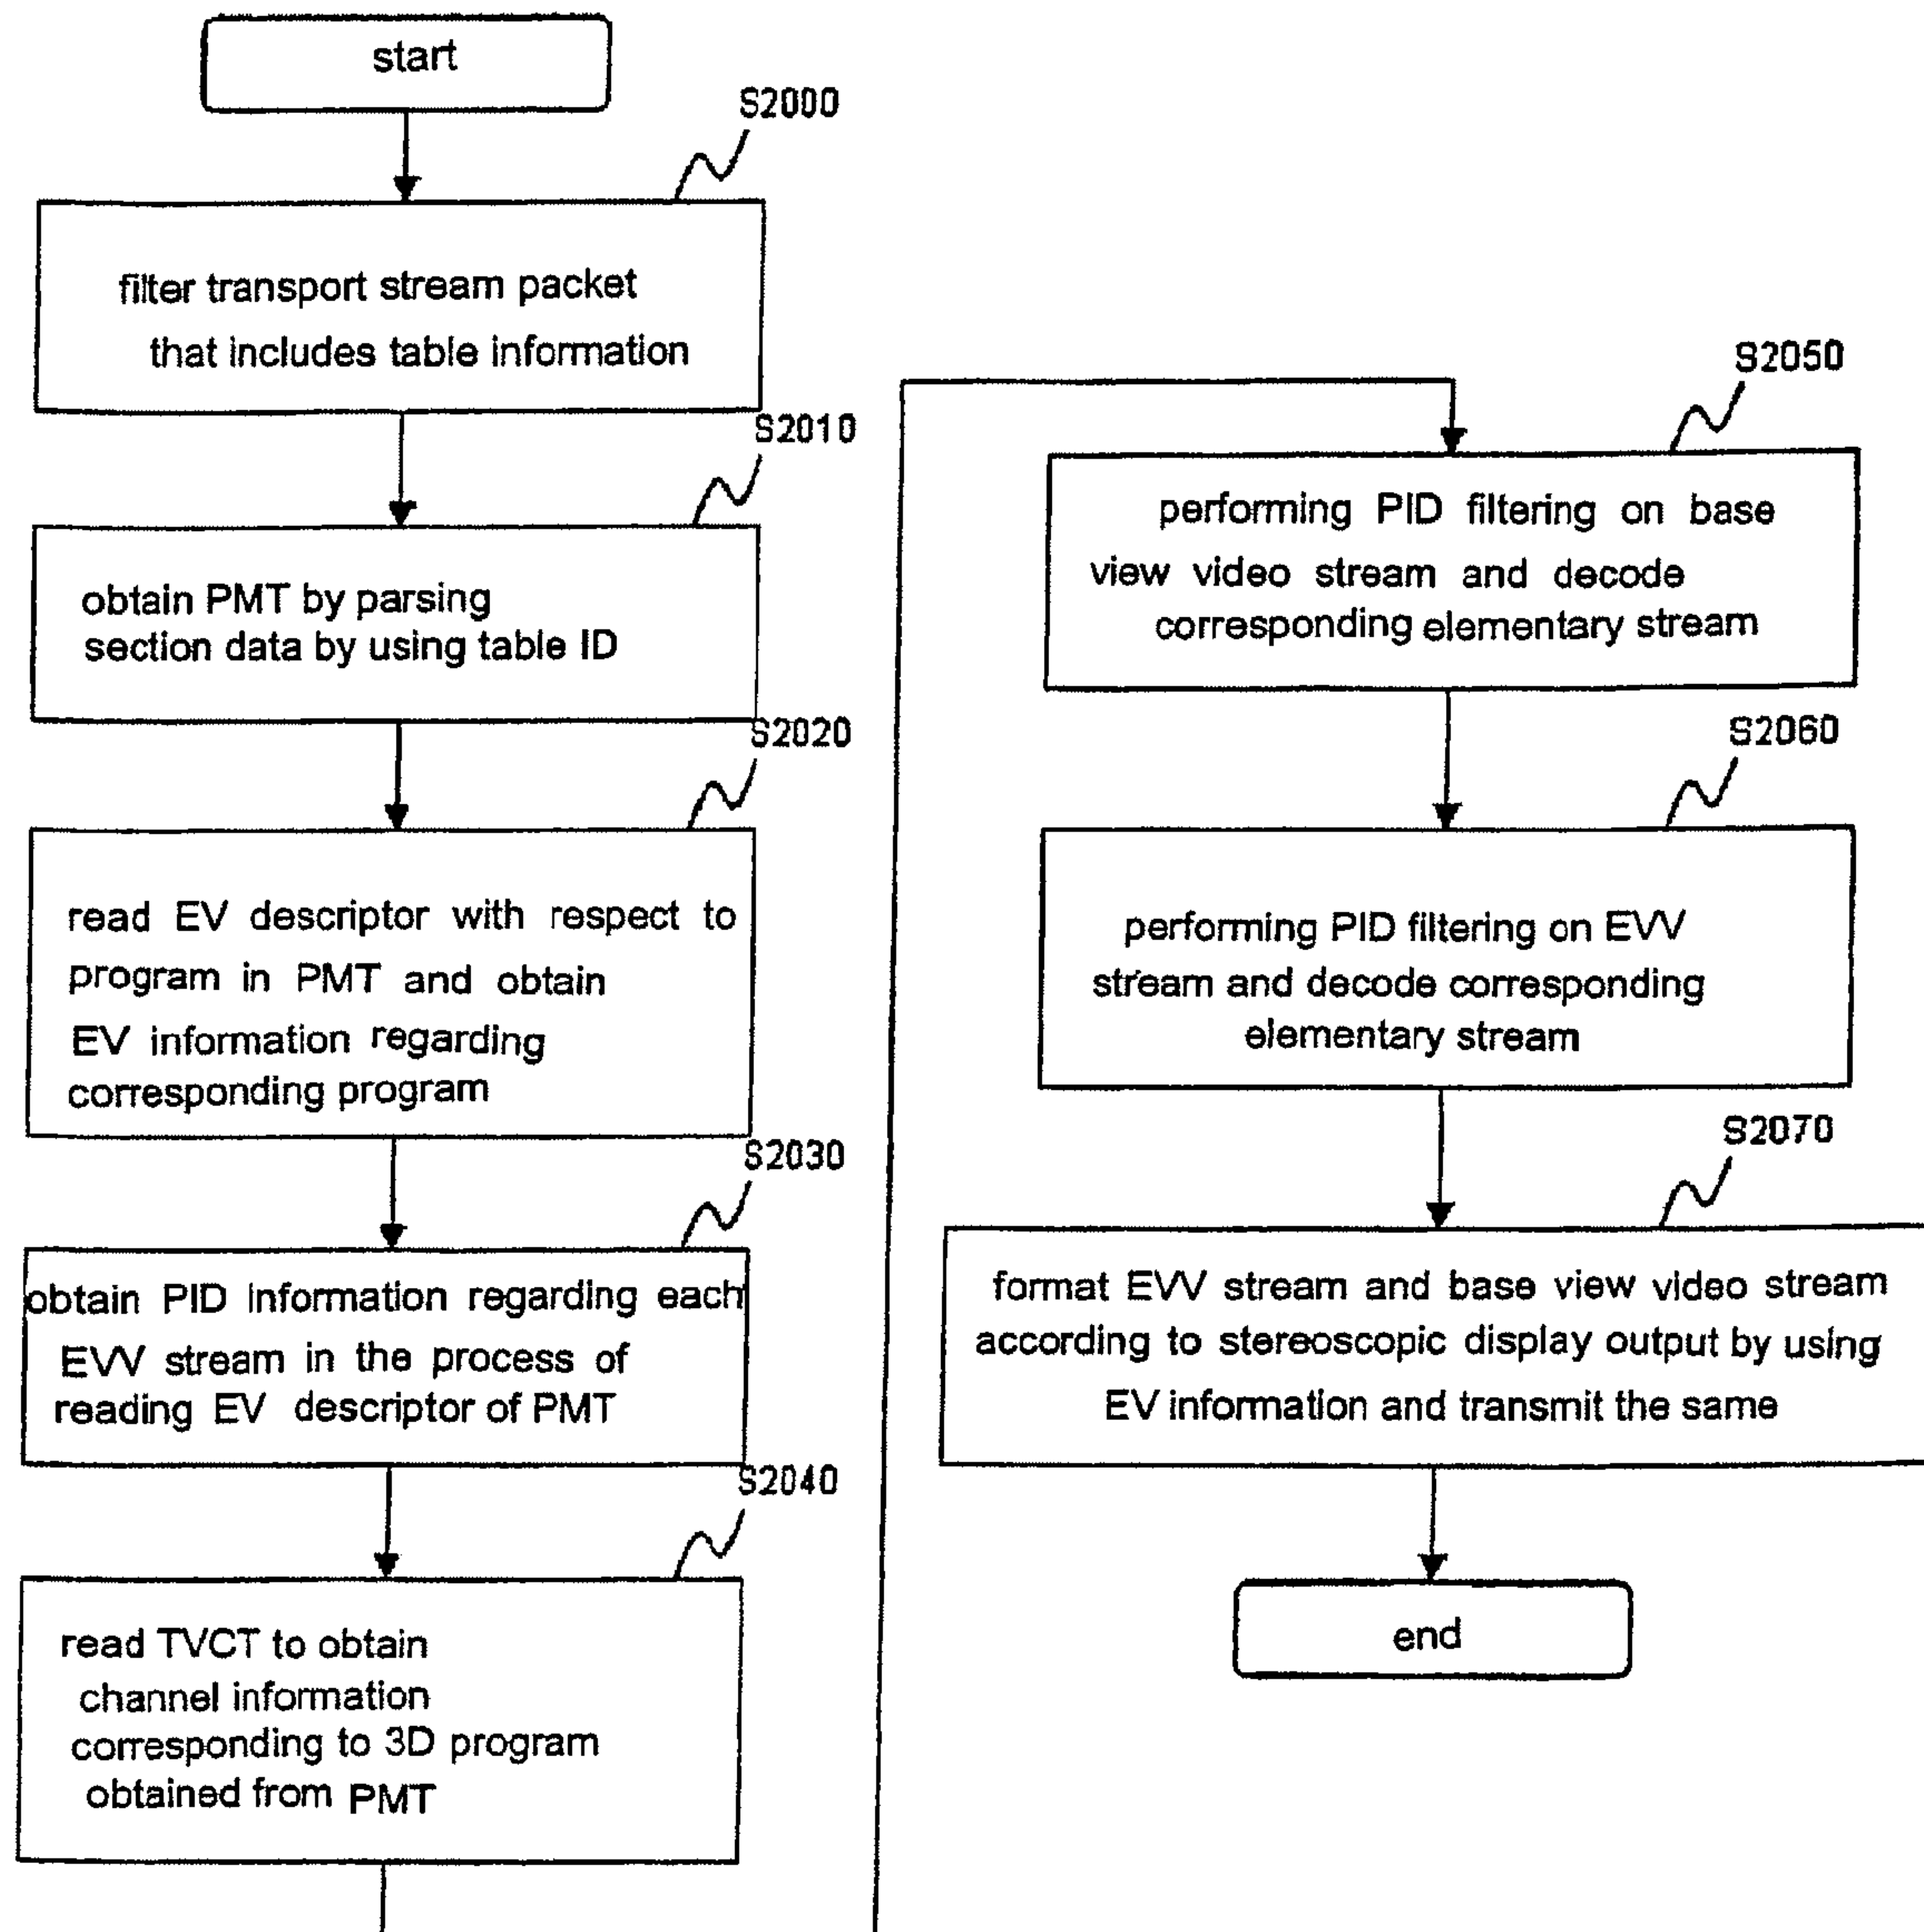 start
S2000
filter transport stream packet
that includes table information
S2010
obtain PMT by parsing
section data by using table ID
S2020
read EV descriptor with respect to
program in PMT and obtain
EV information regarding
corresponding program
S2030
obtain PID information regarding each
EVV stream in the process of
reading EV descriptor of PMT
S2040
read TVCT to obtain
channel information
corresponding to 3D program
obtained from PMT
S2050
performing PID filtering on base
view video stream and decode
corresponding elementary stream
S2060
performing PID filtering on EVV
stream and decode corresponding
elementary stream
S2070
format EVV stream and base view video stream
according to stereoscopic display output by using
EV information and transmit the same
end